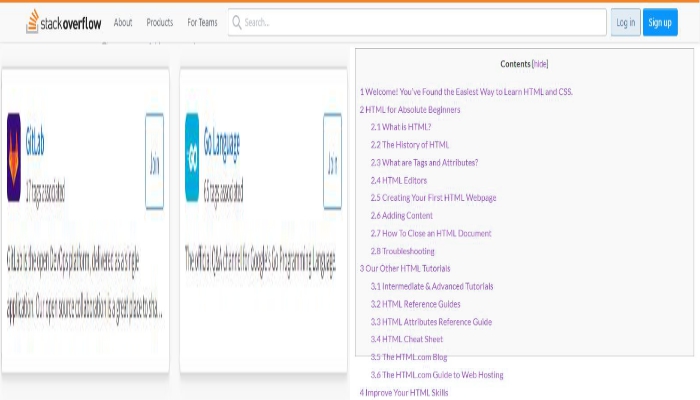 stackoverflow
About
Products
For Teams
Search...
Log in
Sign up
GitLab
17 tags associated
Join
GitLab is the open DevOps platform, delivered as a single
application. Our open source collaboration is a great place to sha...
Go Language
65 tags associated
Join
The official Q&A channel for Google's Go Programming Language.
Contents [hide]
1 Welcome! You've Found the Easiest Way to Learn HTML and CSS.
2 HTML for Absolute Beginners
2.1 What is HTML?
2.2 The History of HTML
2.3 What are Tags and Attributes?
2.4 HTML Editors
2.5 Creating Your First HTML Webpage
2.6 Adding Content
2.7 How To Close an HTML Document
2.8 Troubleshooting
3 Our Other HTML Tutorials
3.1 Intermediate & Advanced Tutorials
3.2 HTML Reference Guides
3.3 HTML Attributes Reference Guide
3.4 HTML Cheat Sheet
3.5 The HTML.com Blog
3.6 The HTML.com Guide to Web Hosting
4 Improve Your HTML Skills